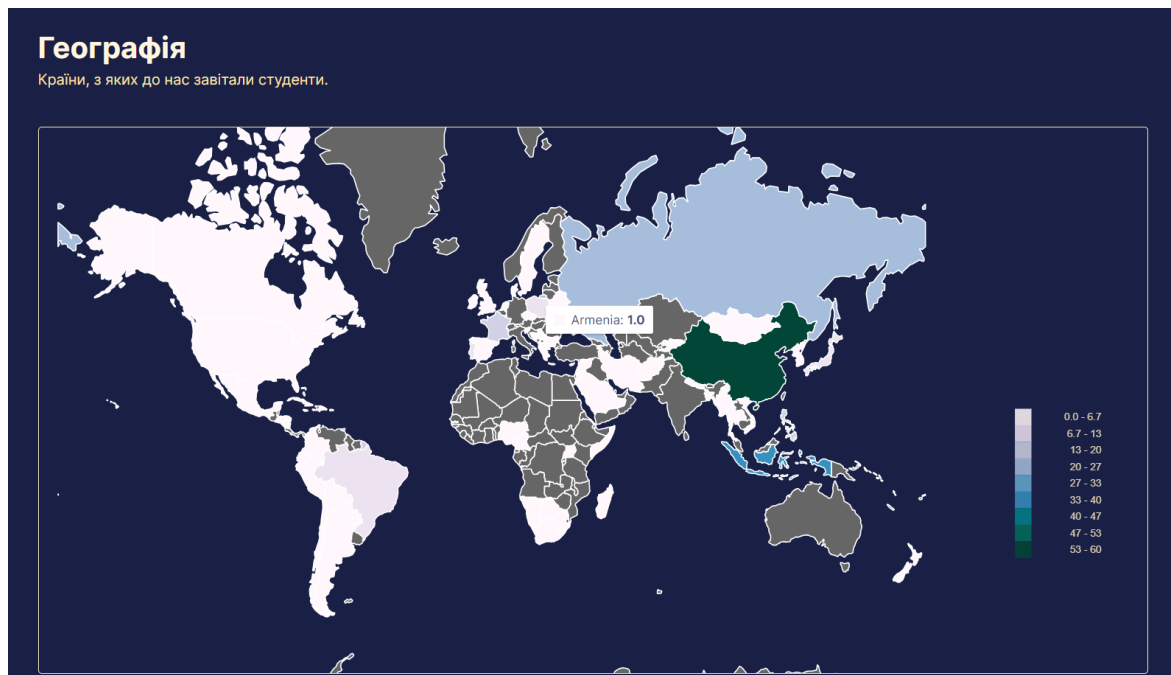 Географія
Країни, з яких до нас завітали студенти.
Armenia: 1.0
0.0 - 6.7
6.7 - 13
13 - 20
20 - 27
27 - 33
33 - 40
40 - 47
47 - 53
53 - 60